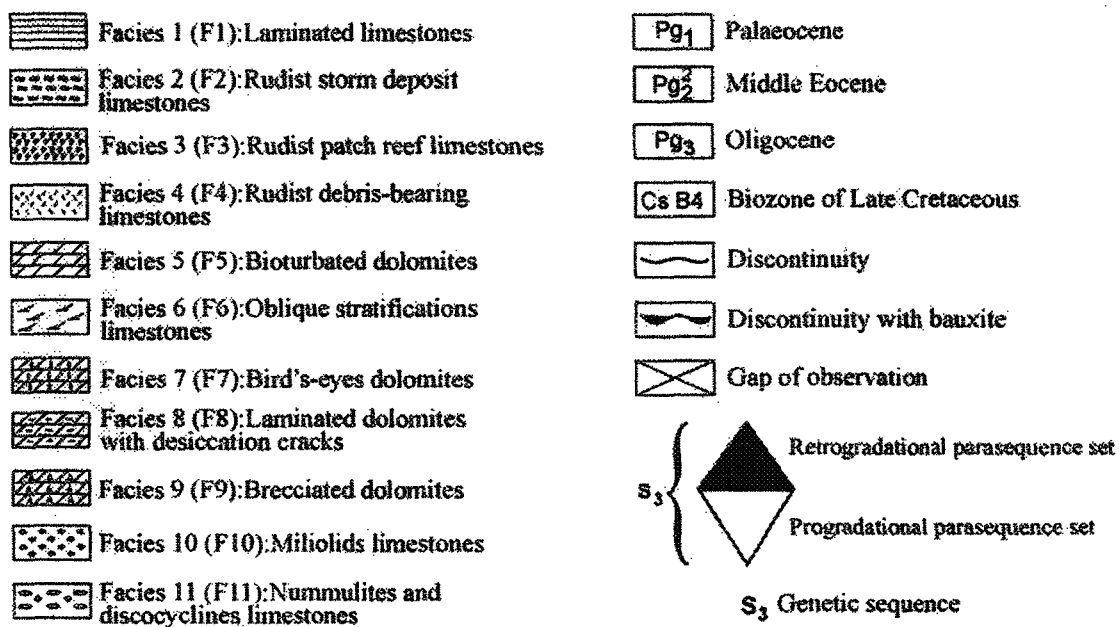 Facies 1 (F1):Laminated limestones
Facies 2 (F2):Rudist storm deposit
limestones
Facies 3 (F3):Rudist patch reef limestones
Facies 4 (F4):Rudist debris-bearing
limestones
Facies 5 (F5):Bioturbated dolomites
Facies 6 (F6):Oblique stratifications
limestones
Facies 7 (F7):Bird's-eyes dolomites
Facies 8 (F8):Laminated dolomites
with desiccation cracks
Facies 9 (F9):Brecciated dolomites
Facies 10 (F10):Miliolids limestones
Facies 11 (F11):Nummulites and
discocyclines limestones
Pg1 Palaeocene
Pg2/2 Middle Eocene
Pg3 Oligocene
Cs B4 Biozone of Late Cretaceous
Discontinuity
Discontinuity with bauxite
Gap of observation
Retrogradational parasequence set
S3
Progradational parasequence set
S3 Genetic sequence